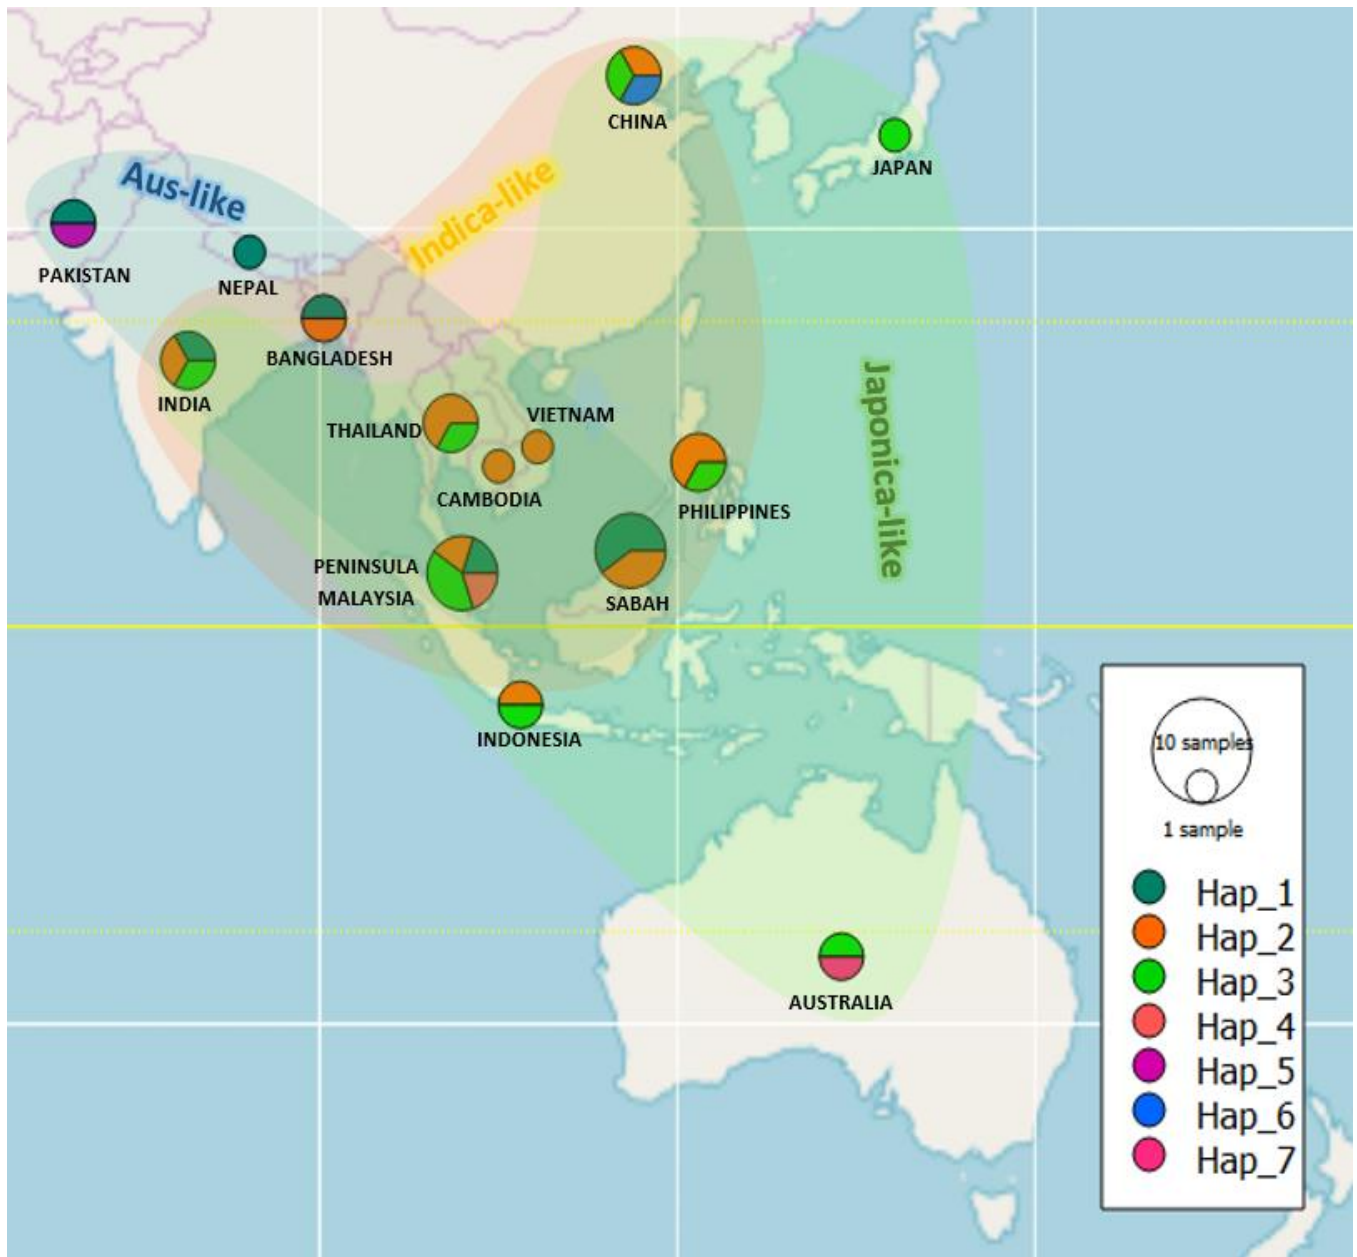 CHINA
JAPAN
Aus-like
Indica-like
PAKISTAN
NEPAL
BANGLADESH
INDIA
THAILAND
VIETNAM
CAMBODIA
PHILIPPINES
Japonica-like
PENINSULA
MALAYSIA
SABAH
INDONESIA
AUSTRALIA
10 samples
1 sample
Hap_1
Hap_2
Hap_3
Hap_4
Hap_5
Hap_6
Hap_7